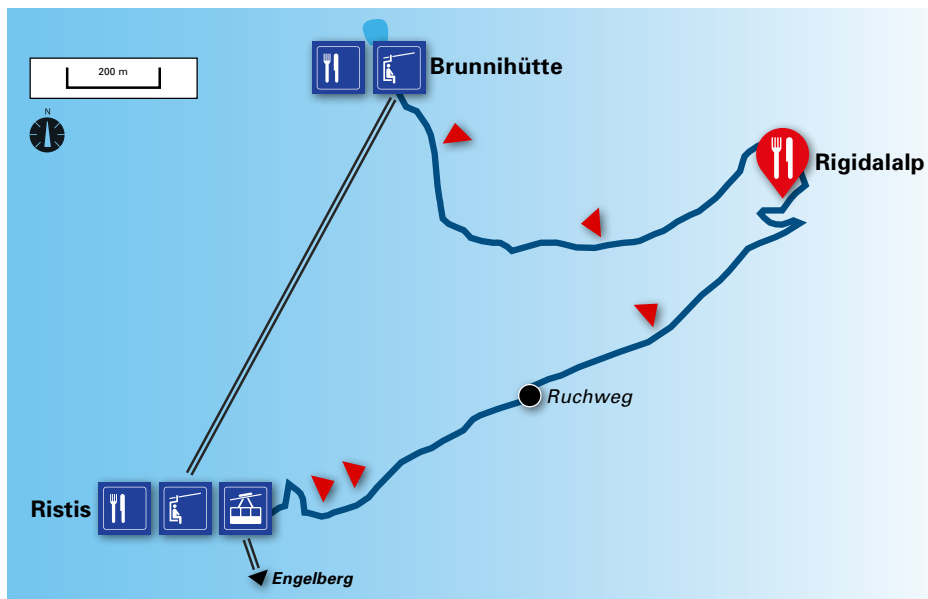 200 m
N
Brunnihütte
Rigidalalp
Ruchweg
Ristis
Engelberg